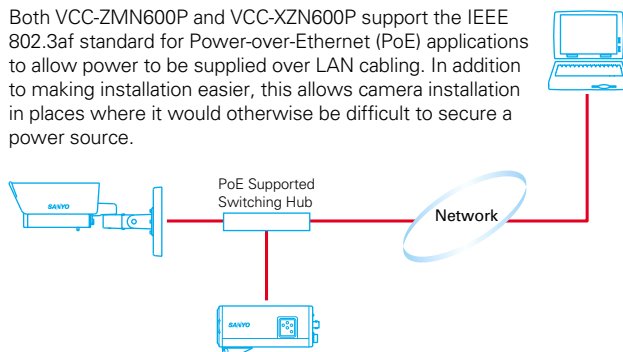 Both VCC-ZMN600P and VCC-XZN600P support the IEEE
802.3af standard for Power-over-Ethernet (PoE) applications
to allow power to be supplied over LAN cabling. In addition
to making installation easier, this allows camera installation
in places where it would otherwise be difficult to secure a
power source.
PoE Supported
Switching Hub
SANYO
Network
SANYO